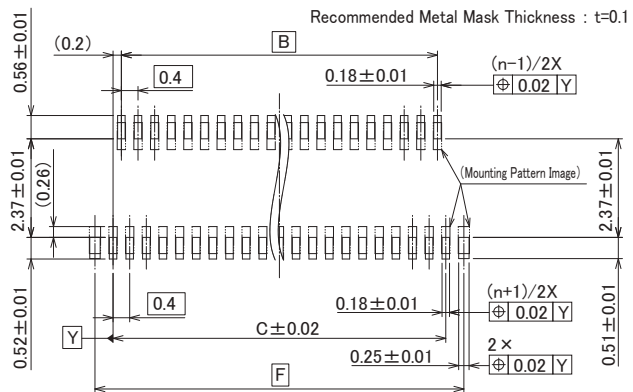 Recommended Metal Mask Thickness : t=0.1
(0.2)
B
0.56±0.01
0.4
0.18±0.01
(n-1)/2X
⌖ 0.02 Y
2.37±0.01
(0.26)
(Mounting Pattern Image)
2.37±0.01
0.52±0.01
0.4
0.18±0.01
(n+1)/2X
⌖ 0.02 Y
Y
C±0.02
0.25±0.01
2×
⌖ 0.02 Y
0.51±0.01
F